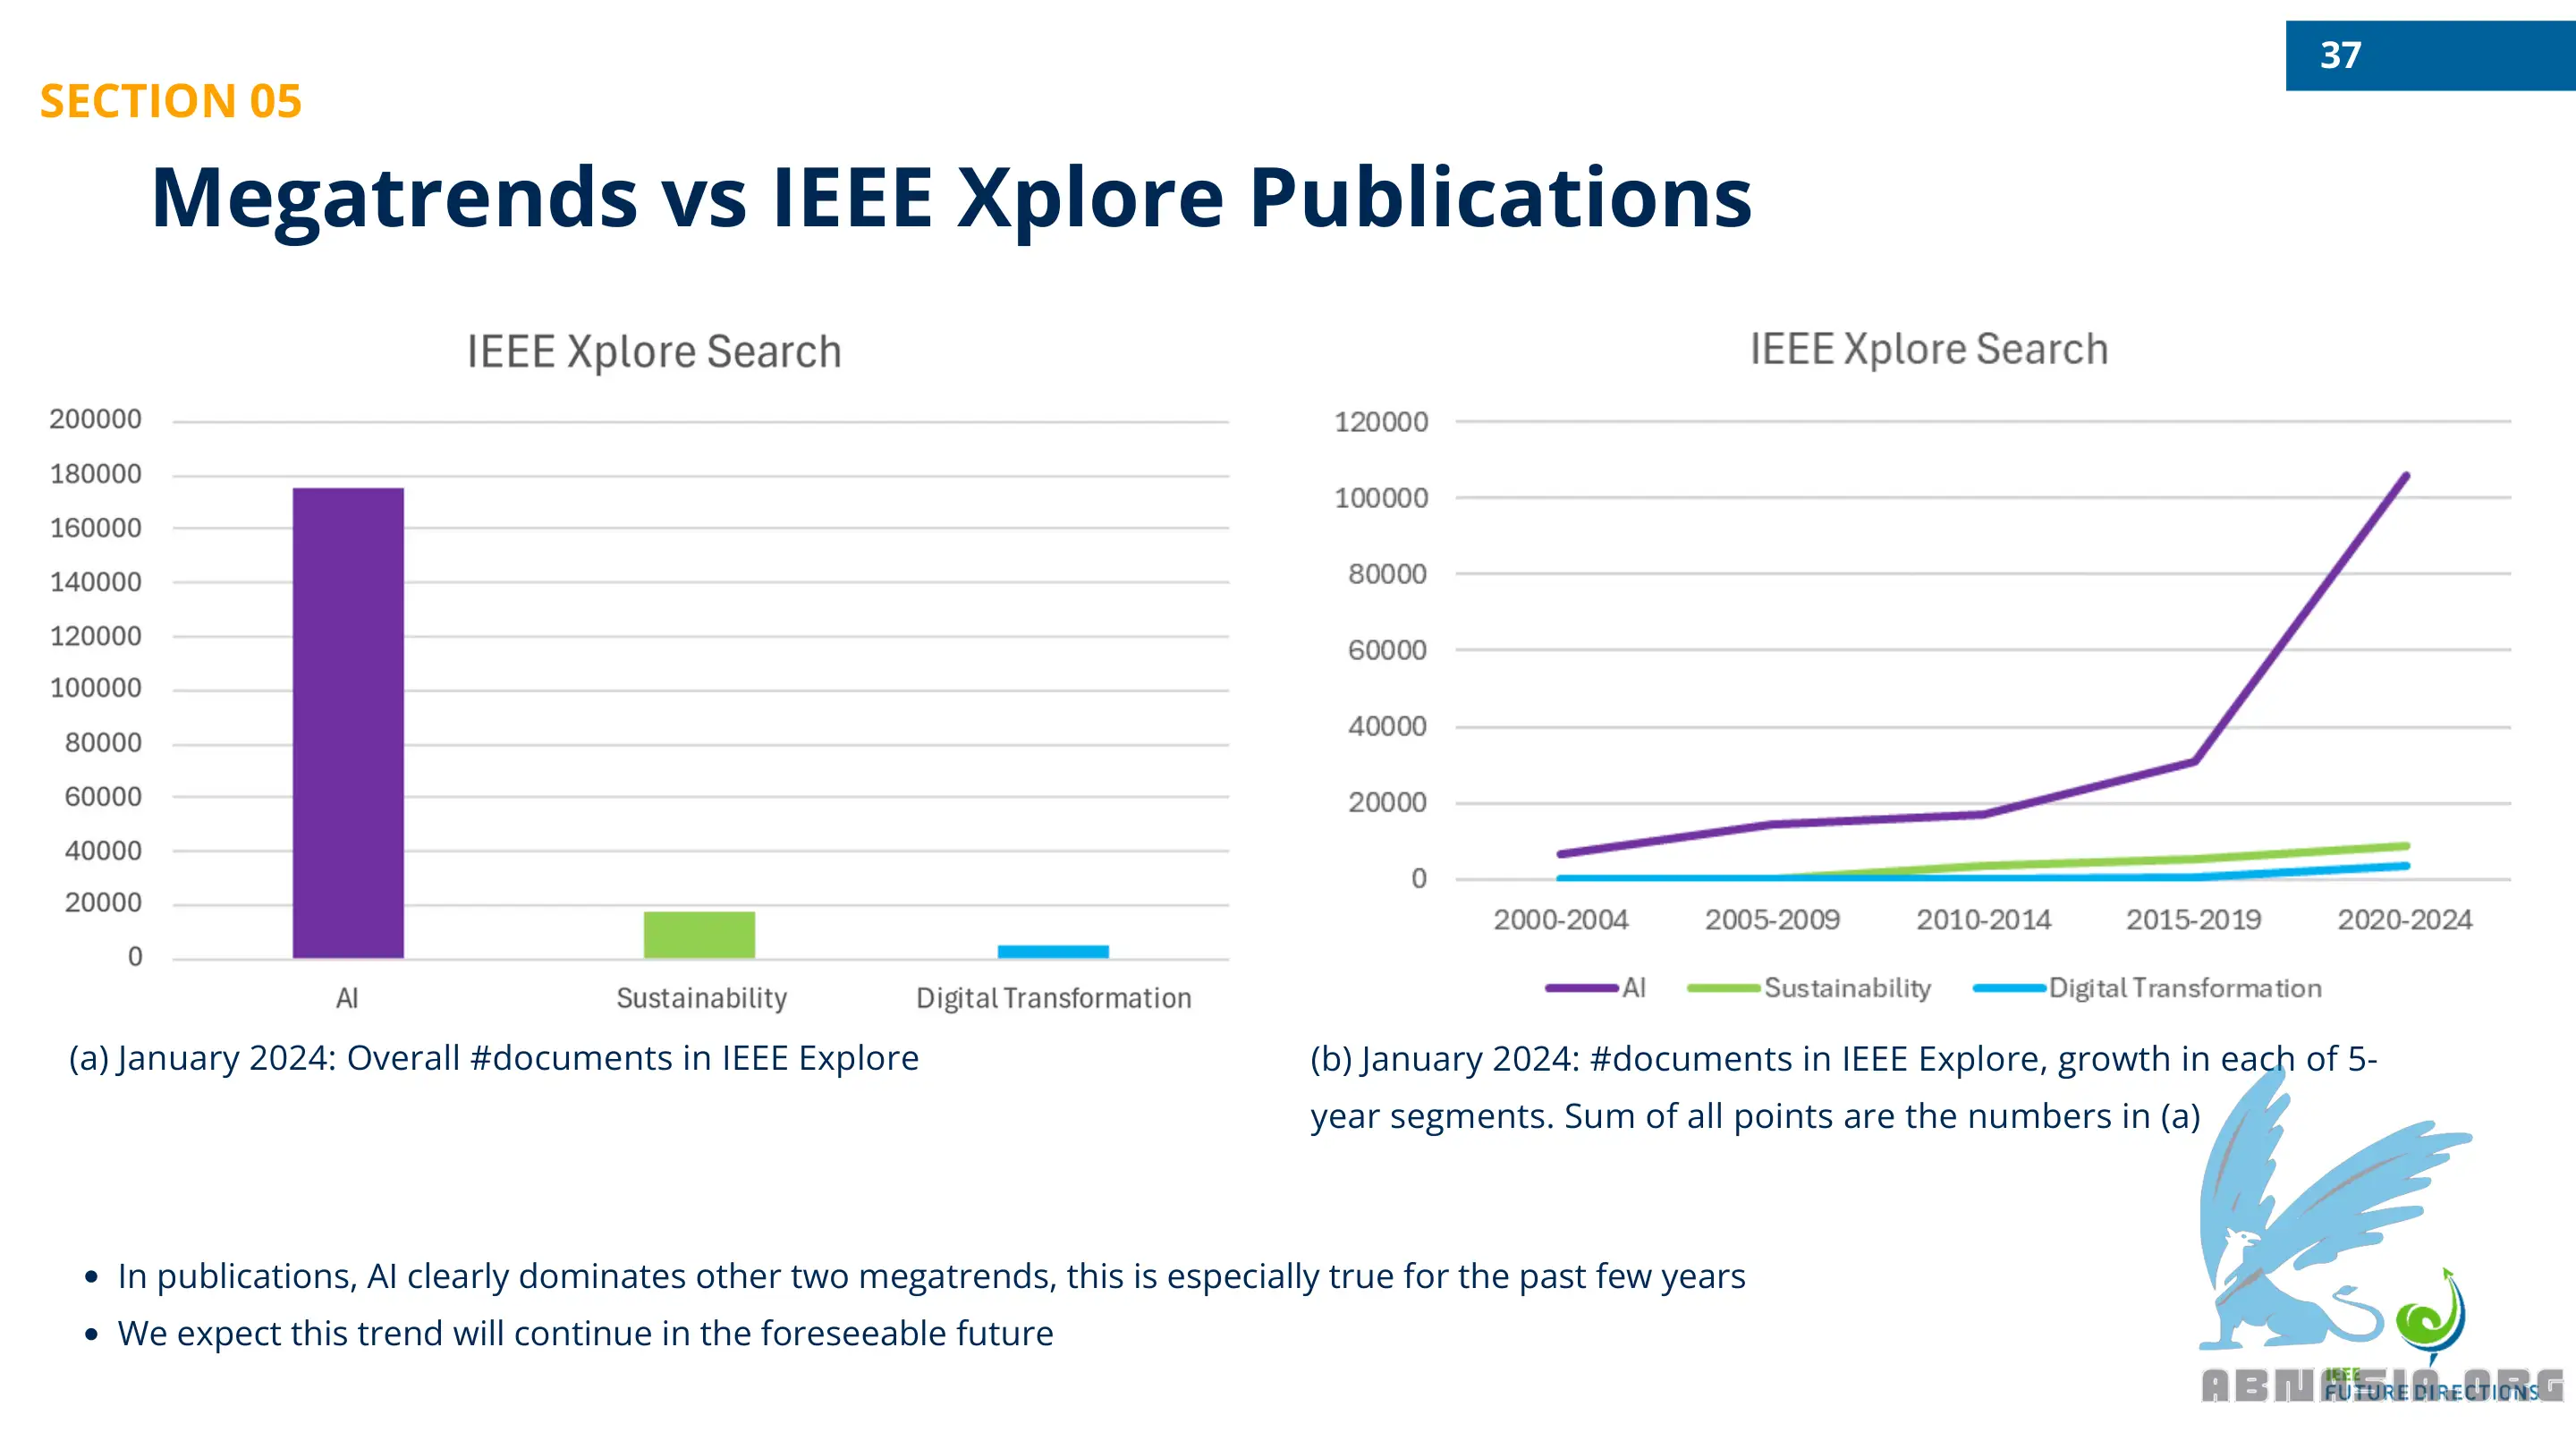 37
SECTION 05
Megatrends vs IEEE Xplore Publications
IEEE Xplore Search
200000
180000
160000
140000
120000
100000
80000
60000
40000
20000
0
AI
Sustainability
Digital Transformation
(a) January 2024: Overall #documents in IEEE Explore
IEEE Xplore Search
120000
100000
80000
60000
40000
20000
0
2000-2004
2005-2009
2010-2014
2015-2019
2020-2024
AI
Sustainability
Digital Transformation
(b) January 2024: #documents in IEEE Explore, growth in each of 5-
year segments. Sum of all points are the numbers in (a)
• In publications, AI clearly dominates other two megatrends, this is especially true for the past few years
• We expect this trend will continue in the foreseeable future
IEEE
FUTURE DIRECTIONS
ABNASIA.ORG